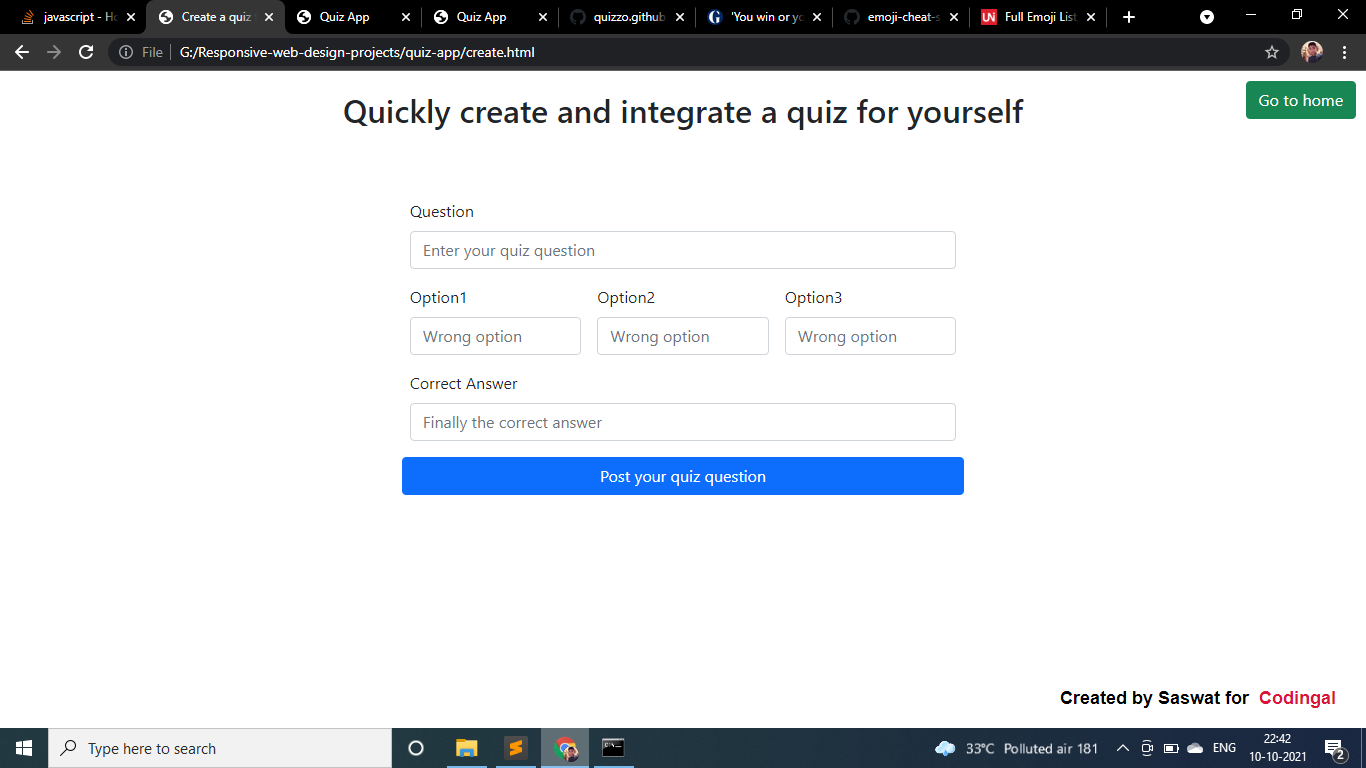 javascript - Ho
Create a quiz
Quiz App
Quiz App
quizzo.github
'You win or yo
emoji-cheat-s
Full Emoji List
File
G:/Responsive-web-design-projects/quiz-app/create.html
Go to home
Quickly create and integrate a quiz for yourself
Question
Enter your quiz question
Option1 Option2 Option3
Wrong option Wrong option Wrong option
Correct Answer
Finally the correct answer
Post your quiz question
Created by Saswat for Codingal
Type here to search
33°C Polluted air 181
ENG
22:42
10-10-2021
2